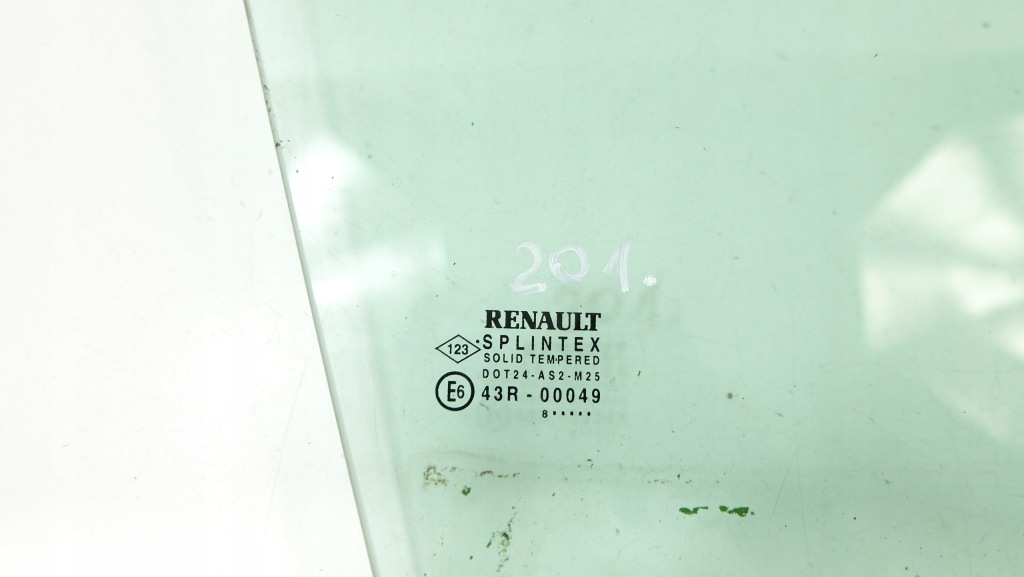 201.
RENAULT
123 SPLINTEX
SOLID TEMPERED
DOT24-AS2-M25
E6 43R-00049
8•••••